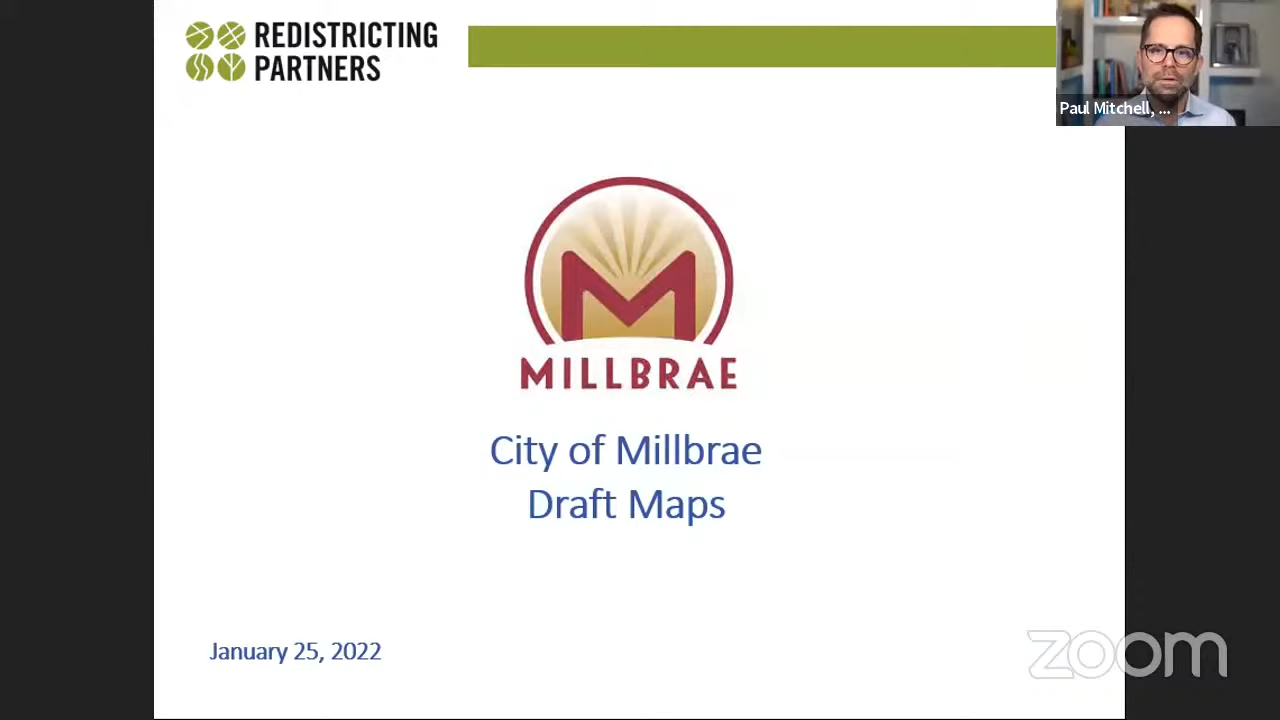 REDISTRICTING
PARTNERS
Paul Mitchell, ...
MILLBRAE
City of Millbrae
Draft Maps
January 25, 2022
zoom